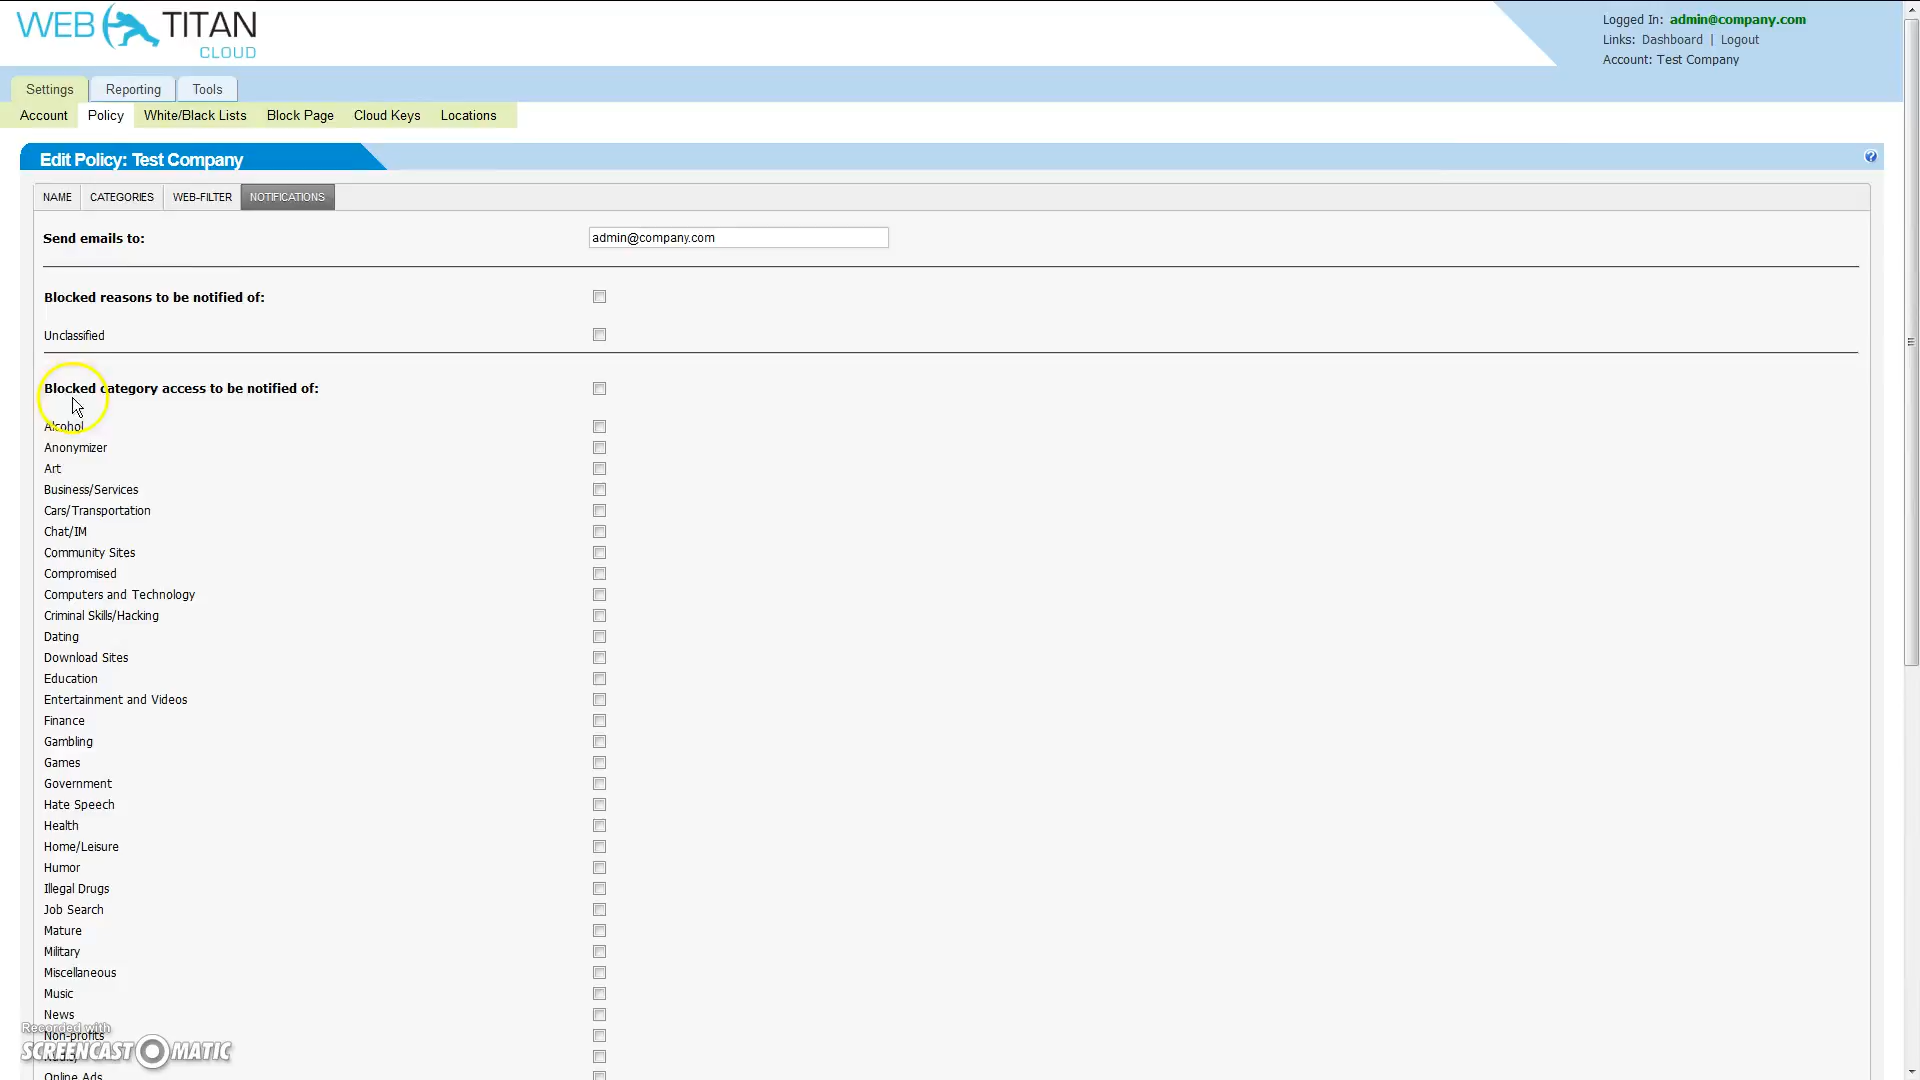 WEB TITAN
CLOUD
Logged In: admin@company.com
Links: Dashboard | Logout
Account: Test Company
Settings Reporting Tools
Account Policy White/Black Lists Block Page Cloud Keys Locations
Edit Policy: Test Company
NAME CATEGORIES WEB-FILTER NOTIFICATIONS
Send emails to: admin@company.com
Blocked reasons to be notified of:
Unclassified
Blocked category access to be notified of:
Alcohol
Anonymizer
Art
Business/Services
Cars/Transportation
Chat/IM
Community Sites
Compromised
Computers and Technology
Criminal Skills/Hacking
Dating
Download Sites
Education
Entertainment and Videos
Finance
Gambling
Games
Government
Hate Speech
Health
Home/Leisure
Humor
Illegal Drugs
Job Search
Mature
Military
Miscellaneous
Music
News
Recorded with
Non-profits
SCREENCAST O MATIC
Online Ads